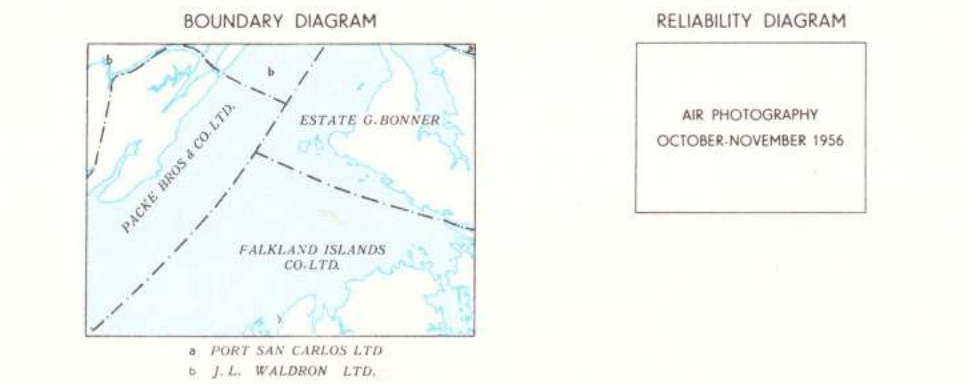 BOUNDARY DIAGRAM
b
b
a
ESTATE G.BONNER
PACKE BROS & CO. LTD.
FALKLAND ISLANDS
CO. LTD.
a PORT SAN CARLOS LTD
b J. L. WALDRON LTD.
RELIABILITY DIAGRAM
AIR PHOTOGRAPHY
OCTOBER-NOVEMBER 1956